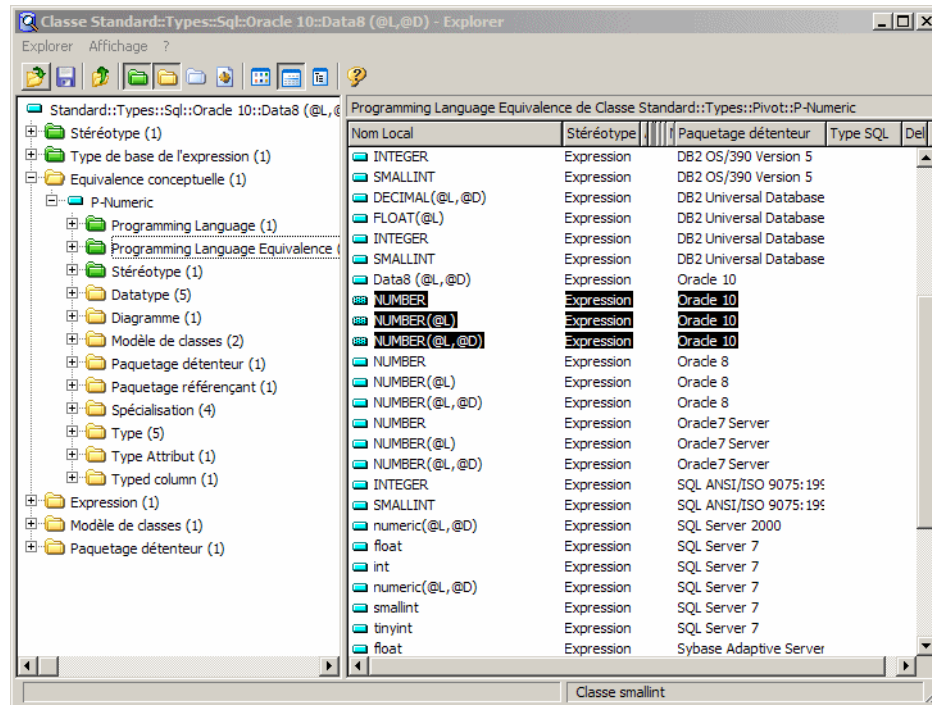 Classe Standard::Types::Sql::Oracle 10::Data8 (@L,@D) - Explorer
Explorer Affichage ?
Standard::Types::Sql::Oracle 10::Data8 (@L,@
Stéréotype (1)
Type de base de l'expression (1)
Equivalence conceptuelle (1)
P-Numeric
Programming Language (1)
Programming Language Equivalence (
Stéréotype (1)
Datatype (5)
Diagramme (1)
Modèle de classes (2)
Paquetage détenteur (1)
Paquetage référençant (1)
Spécialisation (4)
Type (5)
Type Attribut (1)
Typed column (1)
Expression (1)
Modèle de classes (1)
Paquetage détenteur (1)
Programming Language Equivalence de Classe Standard::Types::Pivot::P-Numeric
Nom Local Stéréotype Paquetage détenteur Type SQL Del
INTEGER Expression DB2 OS/390 Version 5
SMALLINT Expression DB2 OS/390 Version 5
DECIMAL(@L,@D) Expression DB2 Universal Database
FLOAT(@L) Expression DB2 Universal Database
INTEGER Expression DB2 Universal Database
SMALLINT Expression DB2 Universal Database
Data8 (@L,@D) Expression Oracle 10
NUMBER Expression Oracle 10
NUMBER(@L) Expression Oracle 10
NUMBER(@L,@D) Expression Oracle 10
NUMBER Expression Oracle 8
NUMBER(@L) Expression Oracle 8
NUMBER(@L,@D) Expression Oracle 8
NUMBER Expression Oracle7 Server
NUMBER(@L) Expression Oracle7 Server
NUMBER(@L,@D) Expression Oracle7 Server
INTEGER Expression SQL ANSI/ISO 9075:199
SMALLINT Expression SQL ANSI/ISO 9075:199
numeric(@L,@D) Expression SQL Server 2000
float Expression SQL Server 7
int Expression SQL Server 7
numeric(@L,@D) Expression SQL Server 7
smallint Expression SQL Server 7
tinyint Expression SQL Server 7
float Expression Sybase Adaptive Server
Classe smallint